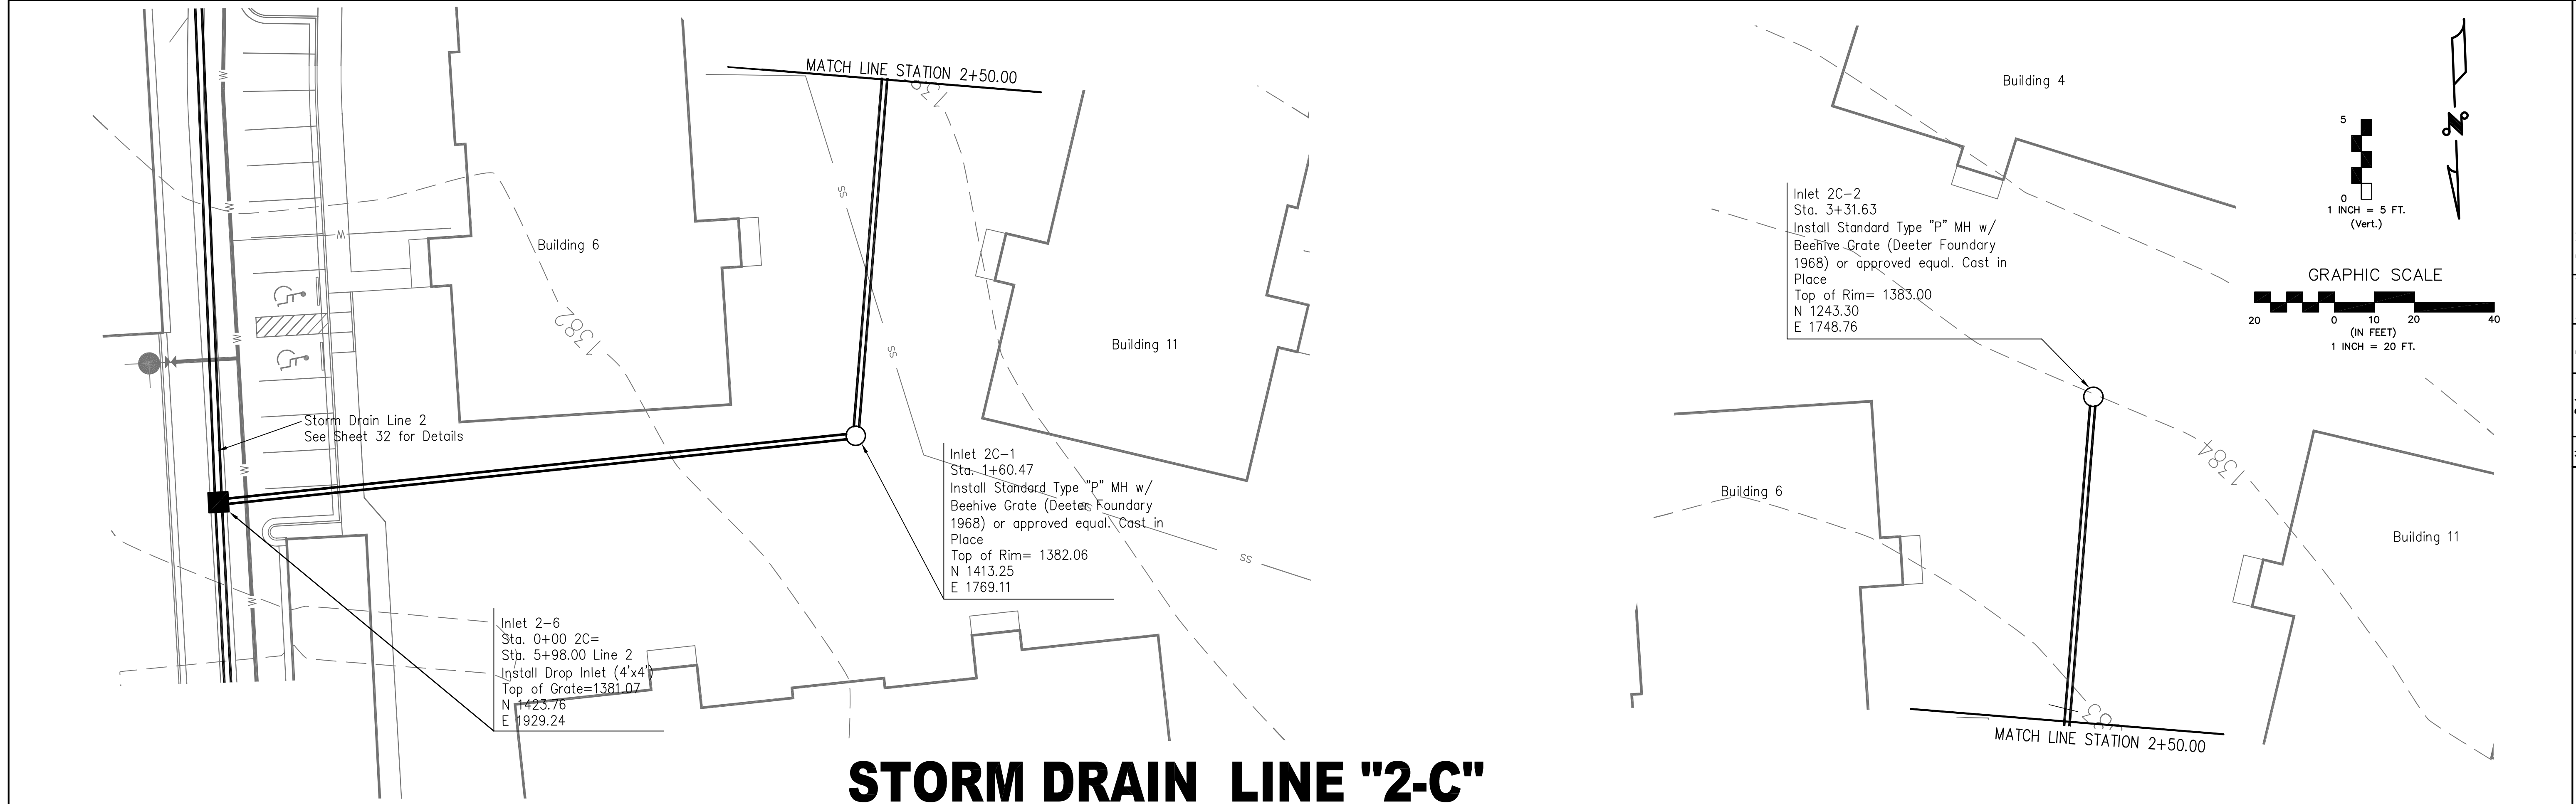 MATCH LINE STATION 2+50.00
W
W
W
W
W
W
Building 6
SS
SS
SS
SS
1382
Building 11
Storm Drain Line 2
See Sheet 32 for Details
Inlet 2C-1
Sta. 1+60.47
Install Standard Type "P" MH w/
Beehive Grate (Deeter Foundary
1968) or approved equal. Cast in
Place
Top of Rim= 1382.06
N 1413.25
E 1769.11
Inlet 2-6
Sta. 0+00 2C=
Sta. 5+98.00 Line 2
Install Drop Inlet (4'x4')
Top of Grate=1381.07
N 1423.76
E 1929.24
Building 4
Inlet 2C-2
Sta. 3+31.63
Install Standard Type "P" MH w/
Beehive Grate (Deeter Foundary
1968) or approved equal. Cast in
Place
Top of Rim= 1383.00
N 1243.30
E 1748.76
5
0
1 INCH = 5 FT.
(Vert.)
N
GRAPHIC SCALE
20 0 10 20 40
(IN FEET)
1 INCH = 20 FT.
1384
Building 6
Building 11
MATCH LINE STATION 2+50.00
STORM DRAIN LINE "2-C"